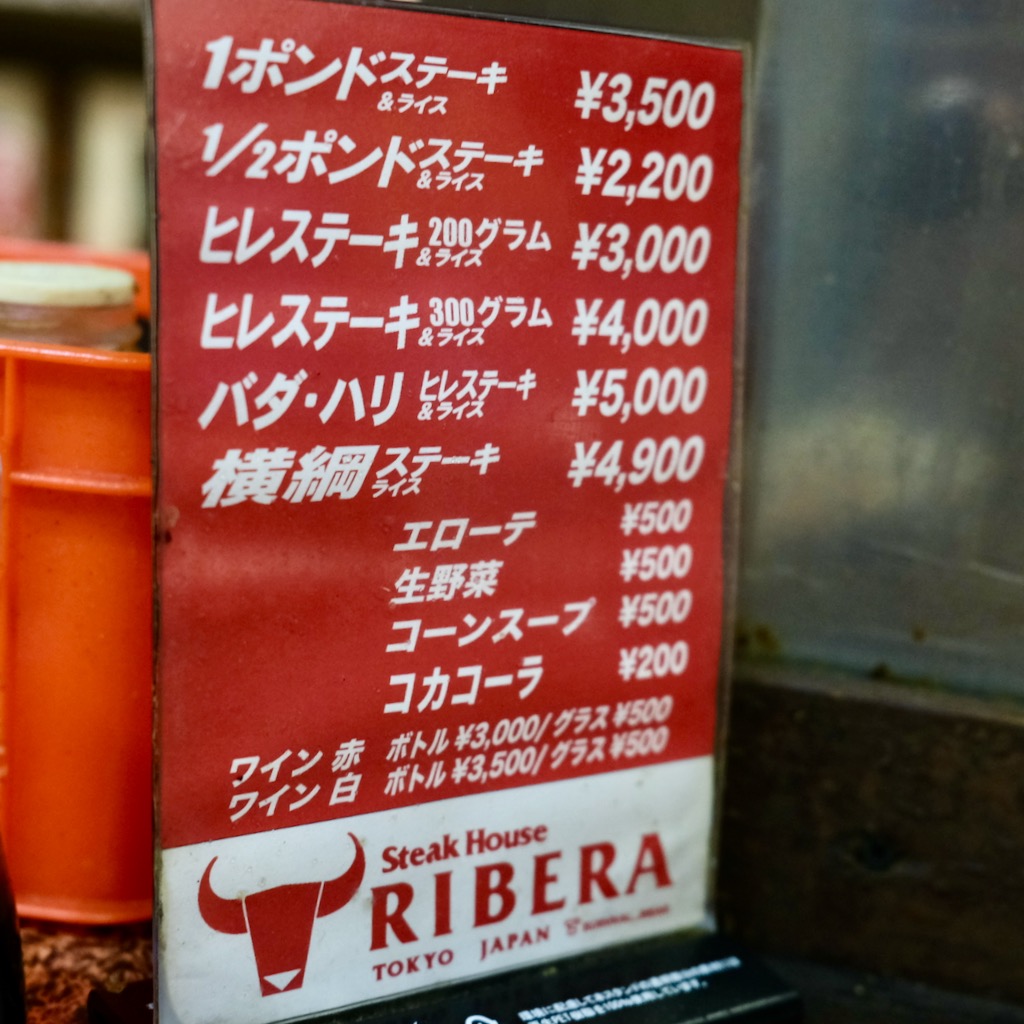 1ポンドステーキ&ライス ¥3,500
1/2ポンドステーキ&ライス ¥2,200
ヒレステーキ200グラム&ライス ¥3,000
ヒレステーキ300グラム&ライス ¥4,000
バダ・ハリ ヒレステーキ&ライス ¥5,000
横綱ステーキライス ¥4,900
エローテ ¥500
生野菜 ¥500
コーンスープ ¥500
コカコーラ ¥200
ワイン 赤 ボトル ¥3,000/グラス ¥500
ワイン 白 ボトル ¥3,500/グラス ¥500
Steak House
RIBERA
TOKYO JAPAN